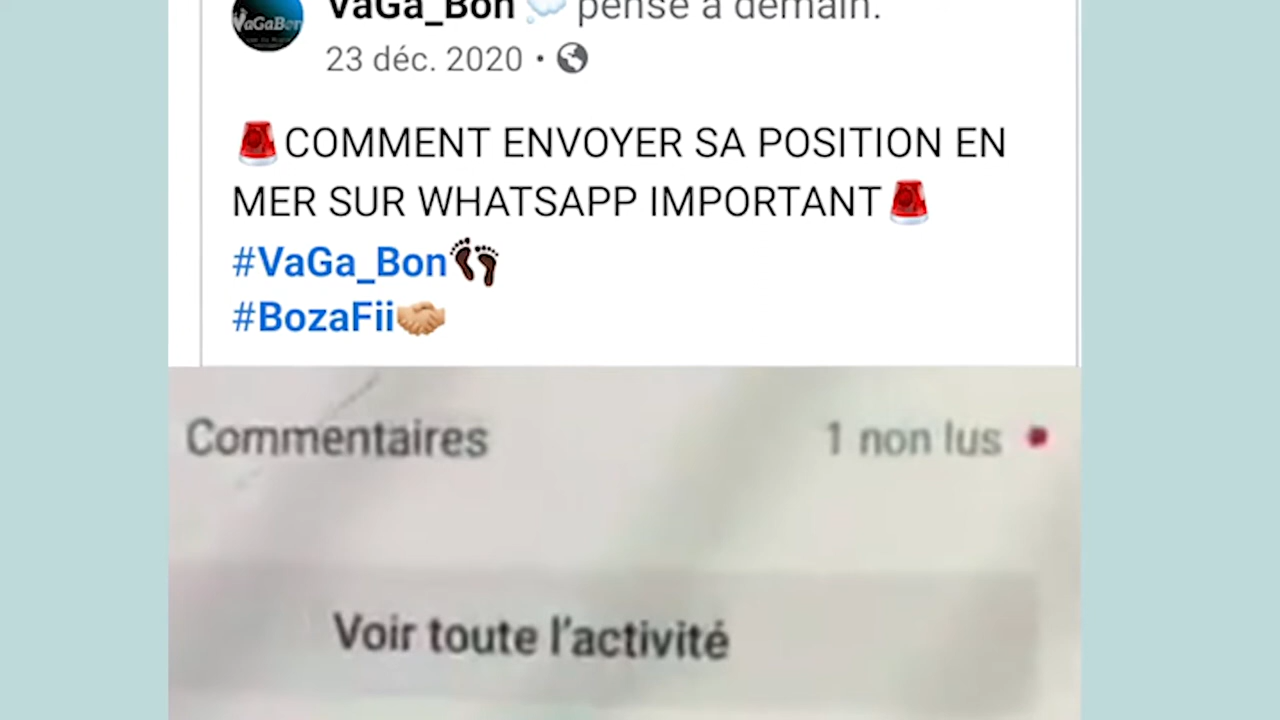 VaGaBon
VaGa_Bon pense à demain.
23 déc. 2020 •
COMMENT ENVOYER SA POSITION EN
MER SUR WHATSAPP IMPORTANT
#VaGa_Bon
#BozaFii
Commentaires 1 non lus
Voir toute l'activité